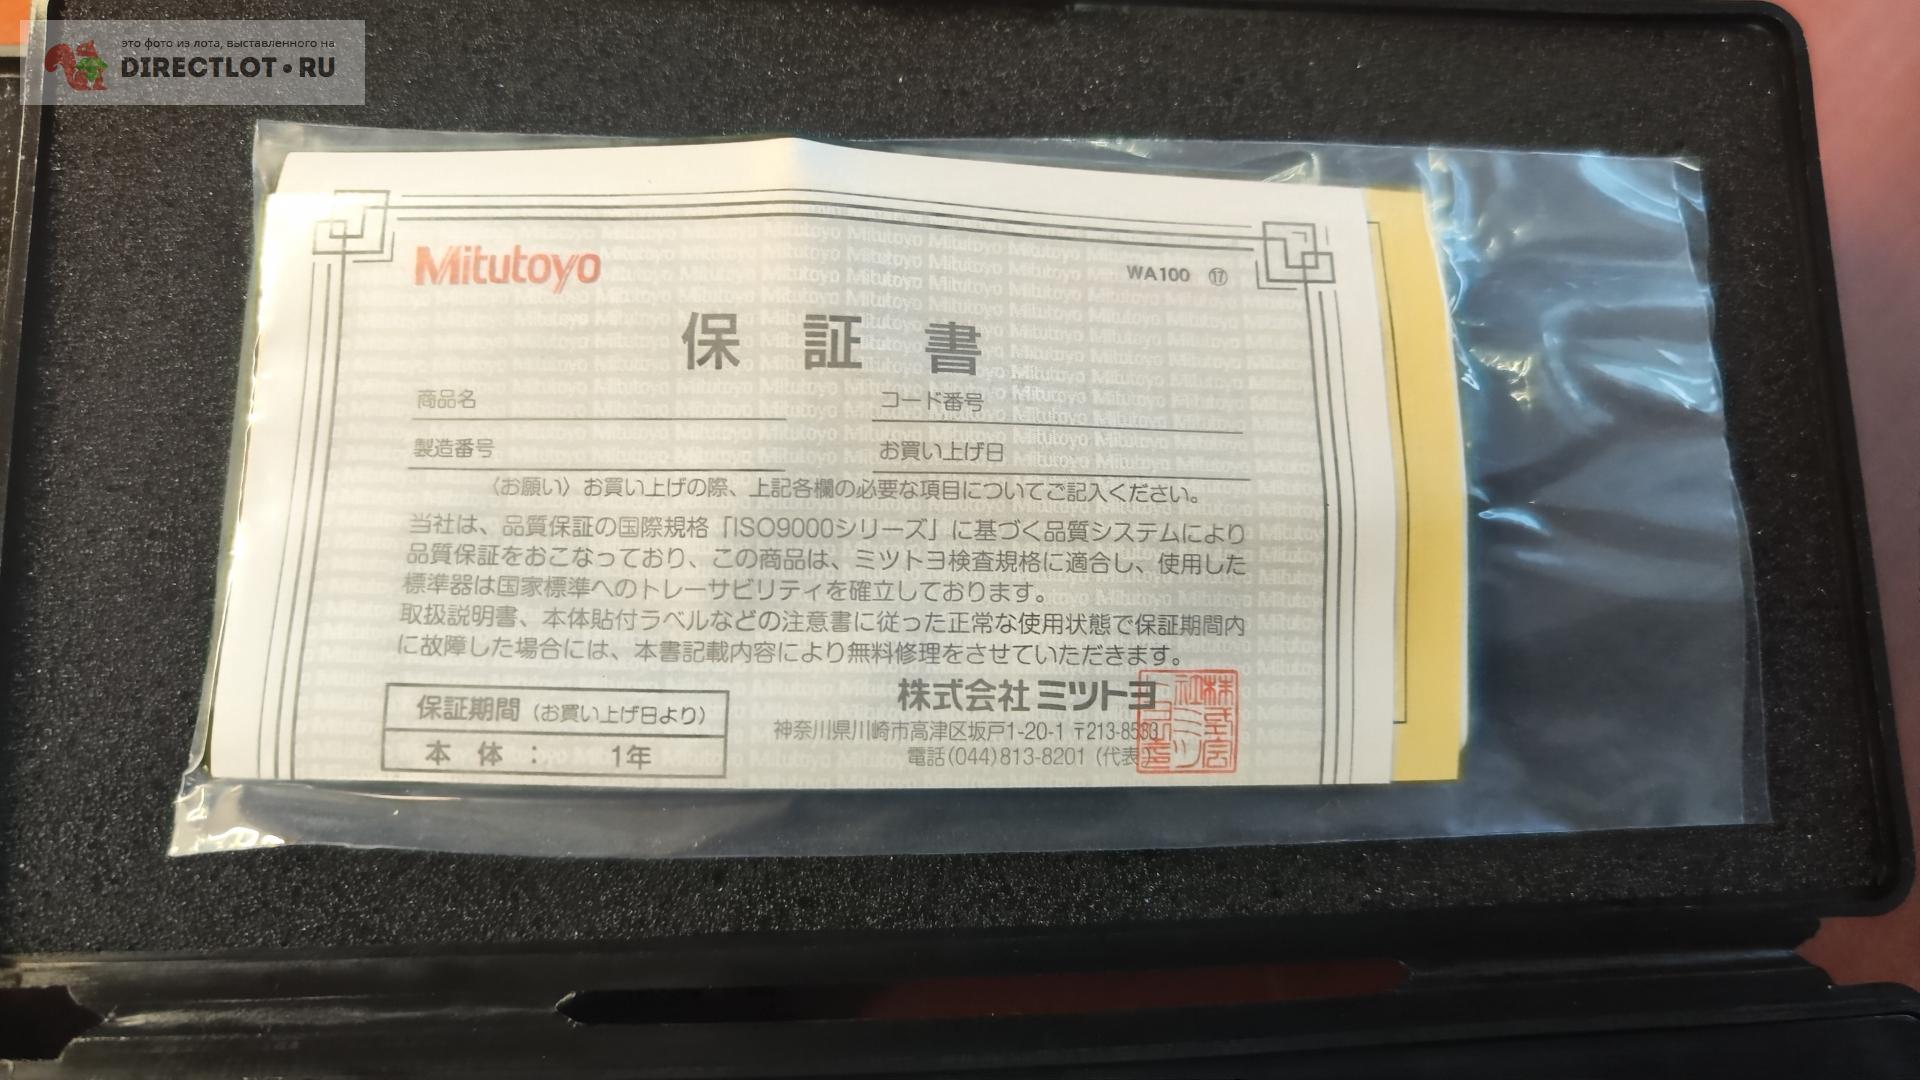 это фото из лота, выставленного на
DIRECTLOT・RU
Mitutoyo
WA100 ⑰
保証書
商品名
コード番号
製造番号
お買い上げ日
〈お願い〉お買い上げの際、上記各欄の必要な項目についてご記入ください。
当社は、品質保証の国際規格「ISO9000シリーズ」に基づく品質システムにより
品質保証をおこなっており、この商品は、ミツトヨ検査規格に適合し、使用した
標準器は国家標準へのトレーサビリティを確立しております。
取扱説明書、本体貼付ラベルなどの注意書に従った正常な使用状態で保証期間内
に故障した場合には、本書記載内容により無料修理をさせていただきます。
保証期間（お買い上げ日より）
本体： 1年
株式会社ミツトヨ
神奈川県川崎市高津区坂戸1-20-1 〒213-8533
電話(044)813-8201（代表）